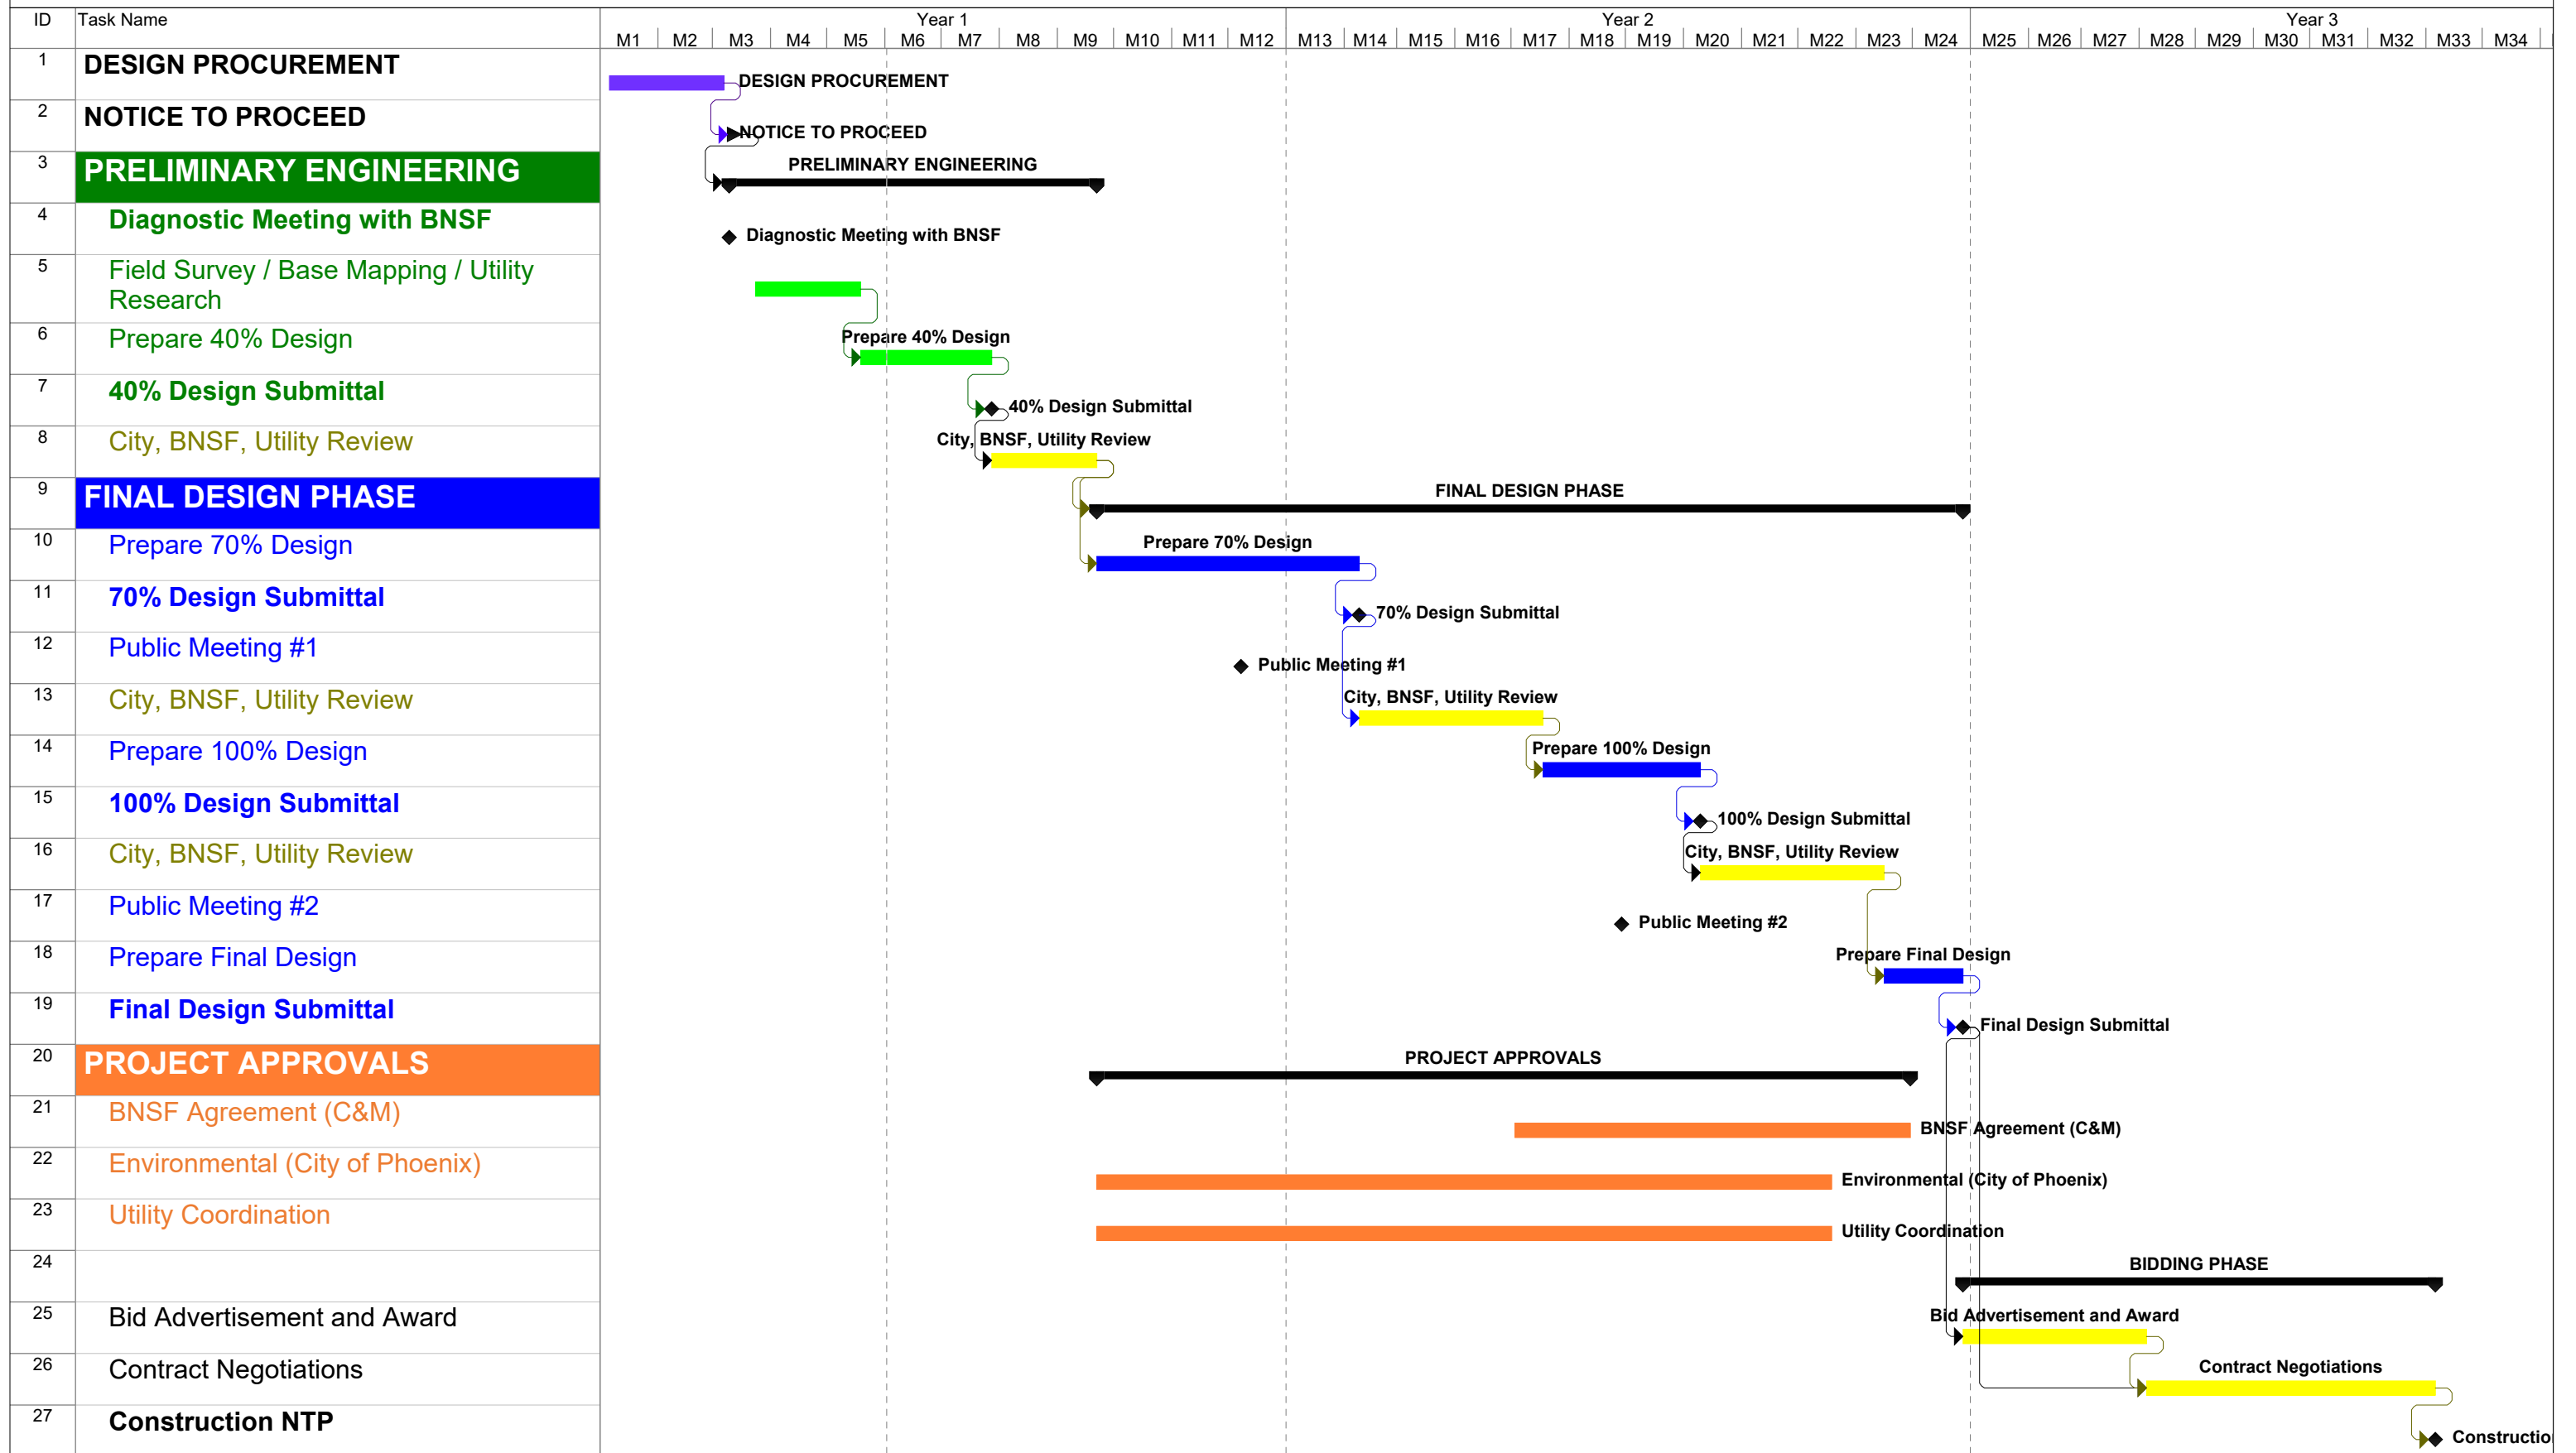 ID Task Name Year 1 Year 2 Year 3
M1 M2 M3 M4 M5 M6 M7 M8 M9 M10 M11 M12 M13 M14 M15 M16 M17 M18 M19 M20 M21 M22 M23 M24 M25 M26 M27 M28 M29 M30 M31 M32 M33 M34
1 DESIGN PROCUREMENT
DESIGN PROCUREMENT
2 NOTICE TO PROCEED
NOTICE TO PROCEED
3 PRELIMINARY ENGINEERING
PRELIMINARY ENGINEERING
4 Diagnostic Meeting with BNSF
Diagnostic Meeting with BNSF
5 Field Survey / Base Mapping / Utility
Research
6 Prepare 40% Design
Prepare 40% Design
7 40% Design Submittal
40% Design Submittal
8 City, BNSF, Utility Review
City, BNSF, Utility Review
9 FINAL DESIGN PHASE
FINAL DESIGN PHASE
10 Prepare 70% Design
Prepare 70% Design
11 70% Design Submittal
70% Design Submittal
12 Public Meeting #1
Public Meeting #1
13 City, BNSF, Utility Review
City, BNSF, Utility Review
14 Prepare 100% Design
Prepare 100% Design
15 100% Design Submittal
100% Design Submittal
16 City, BNSF, Utility Review
City, BNSF, Utility Review
17 Public Meeting #2
Public Meeting #2
18 Prepare Final Design
Prepare Final Design
19 Final Design Submittal
Final Design Submittal
20 PROJECT APPROVALS
PROJECT APPROVALS
21 BNSF Agreement (C&M)
BNSF Agreement (C&M)
22 Environmental (City of Phoenix)
Environmental (City of Phoenix)
23 Utility Coordination
Utility Coordination
24
BIDDING PHASE
25 Bid Advertisement and Award
Bid Advertisement and Award
26 Contract Negotiations
Contract Negotiations
27 Construction NTP
Constructio